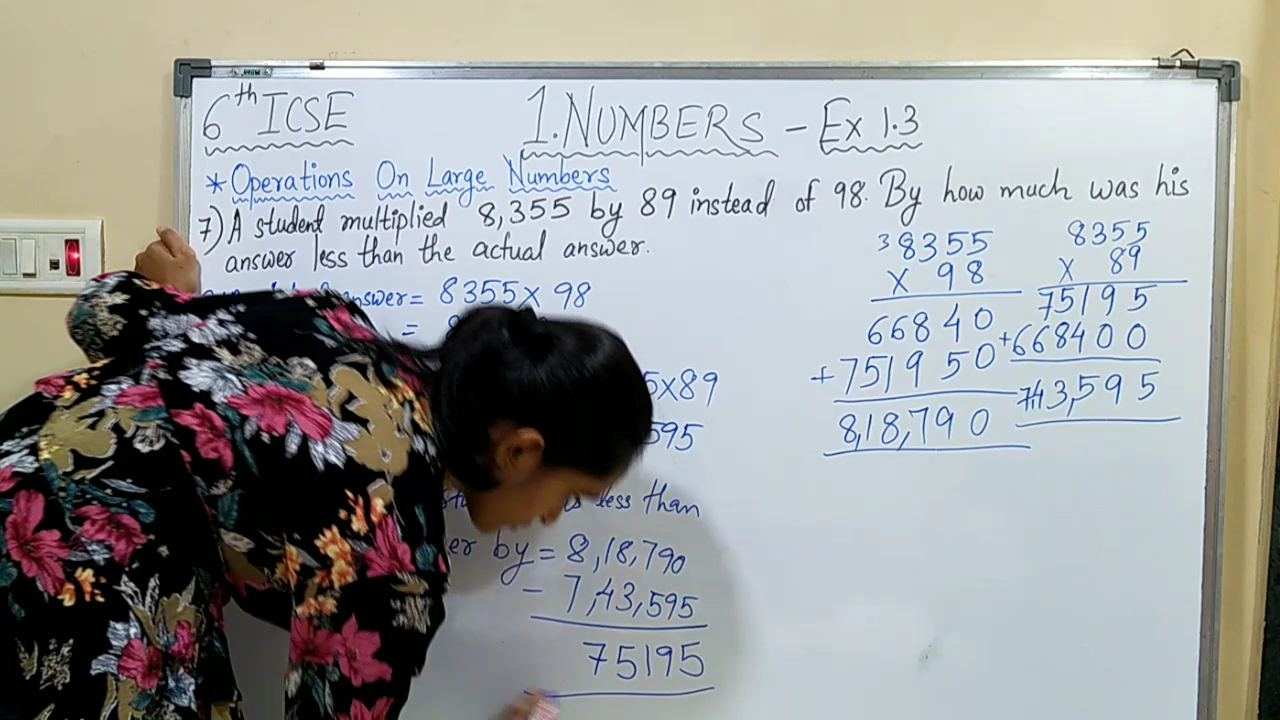 6th ICSE
1. NUMBERS - Ex 1.3
* Operations On Large Numbers
7) A student multiplied 8,355 by 89 instead of 98. By how much was his
answer less than the actual answer.
answer = 8355 x 98
=
5x89
595
is less than
er by = 8,18,790
- 7,43,595
75195
3 8355
x 98
66840
+ 751950
8,18,790
8355
x 89
75195
+668400
7,43,595